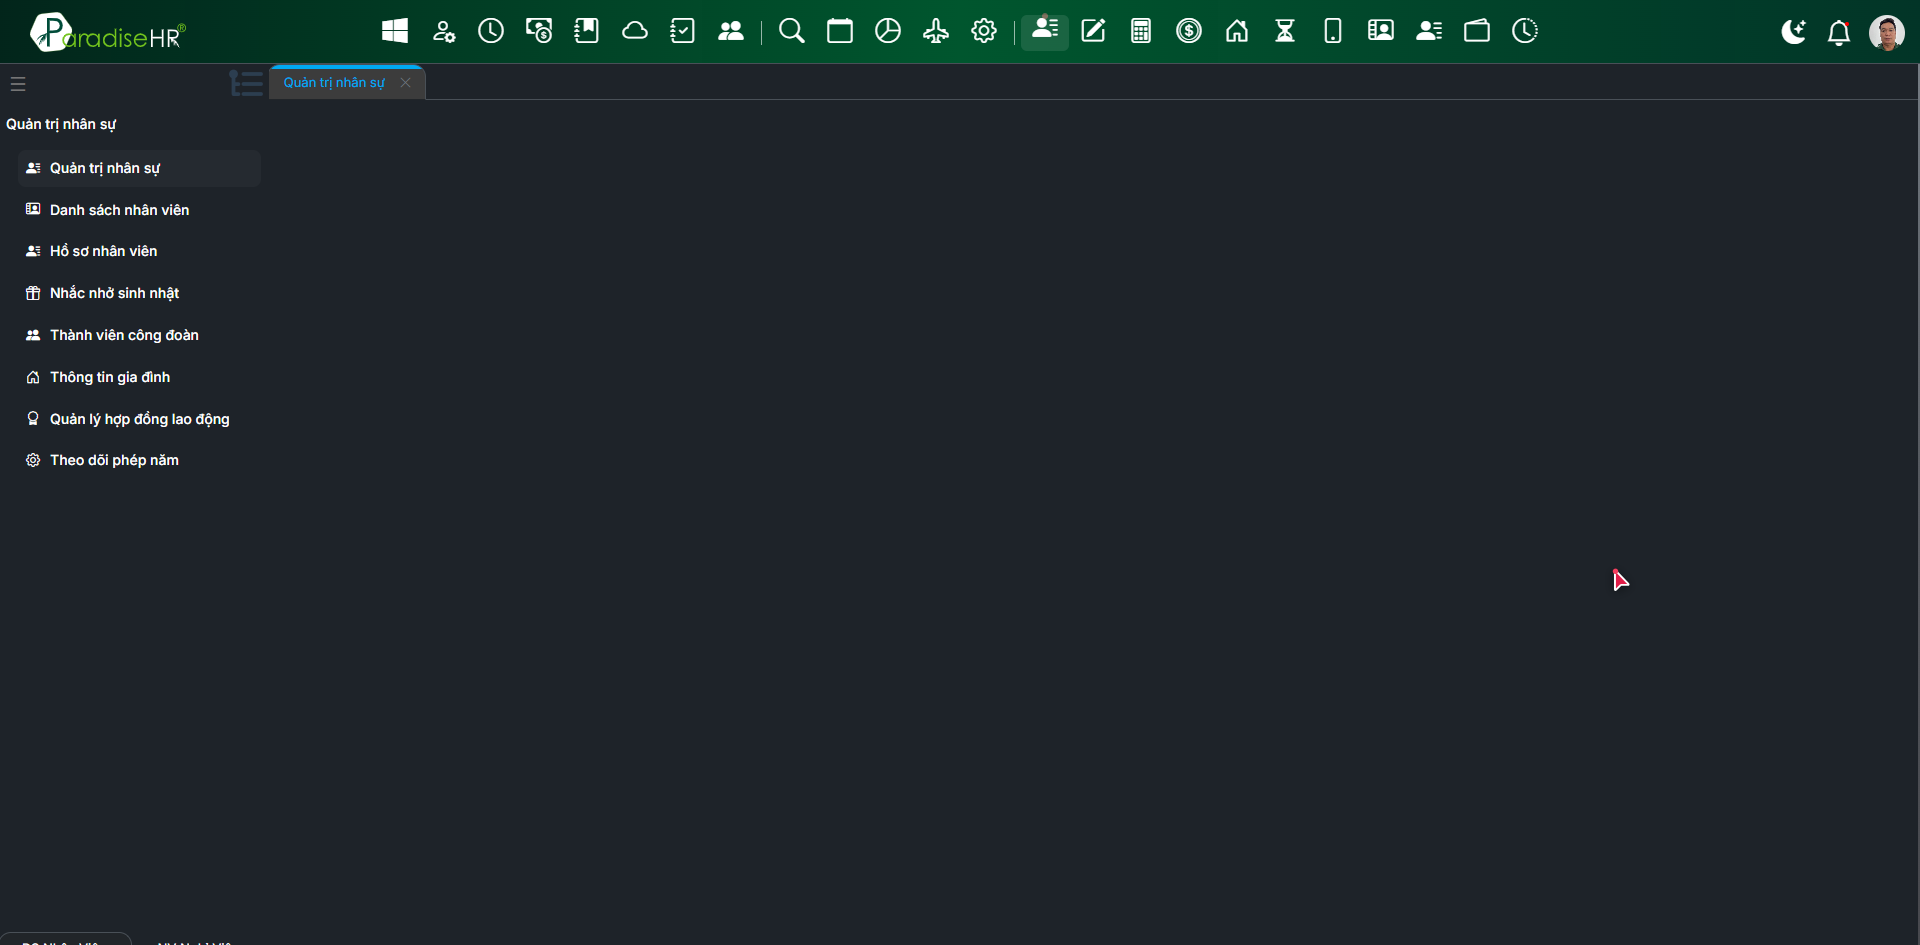 ParadiseHR®
Quản trị nhân sự
Quản trị nhân sự
Quản trị nhân sự
Danh sách nhân viên
Hồ sơ nhân viên
Nhắc nhở sinh nhật
Thành viên công đoàn
Thông tin gia đình
Quản lý hợp đồng lao động
Theo dõi phép năm